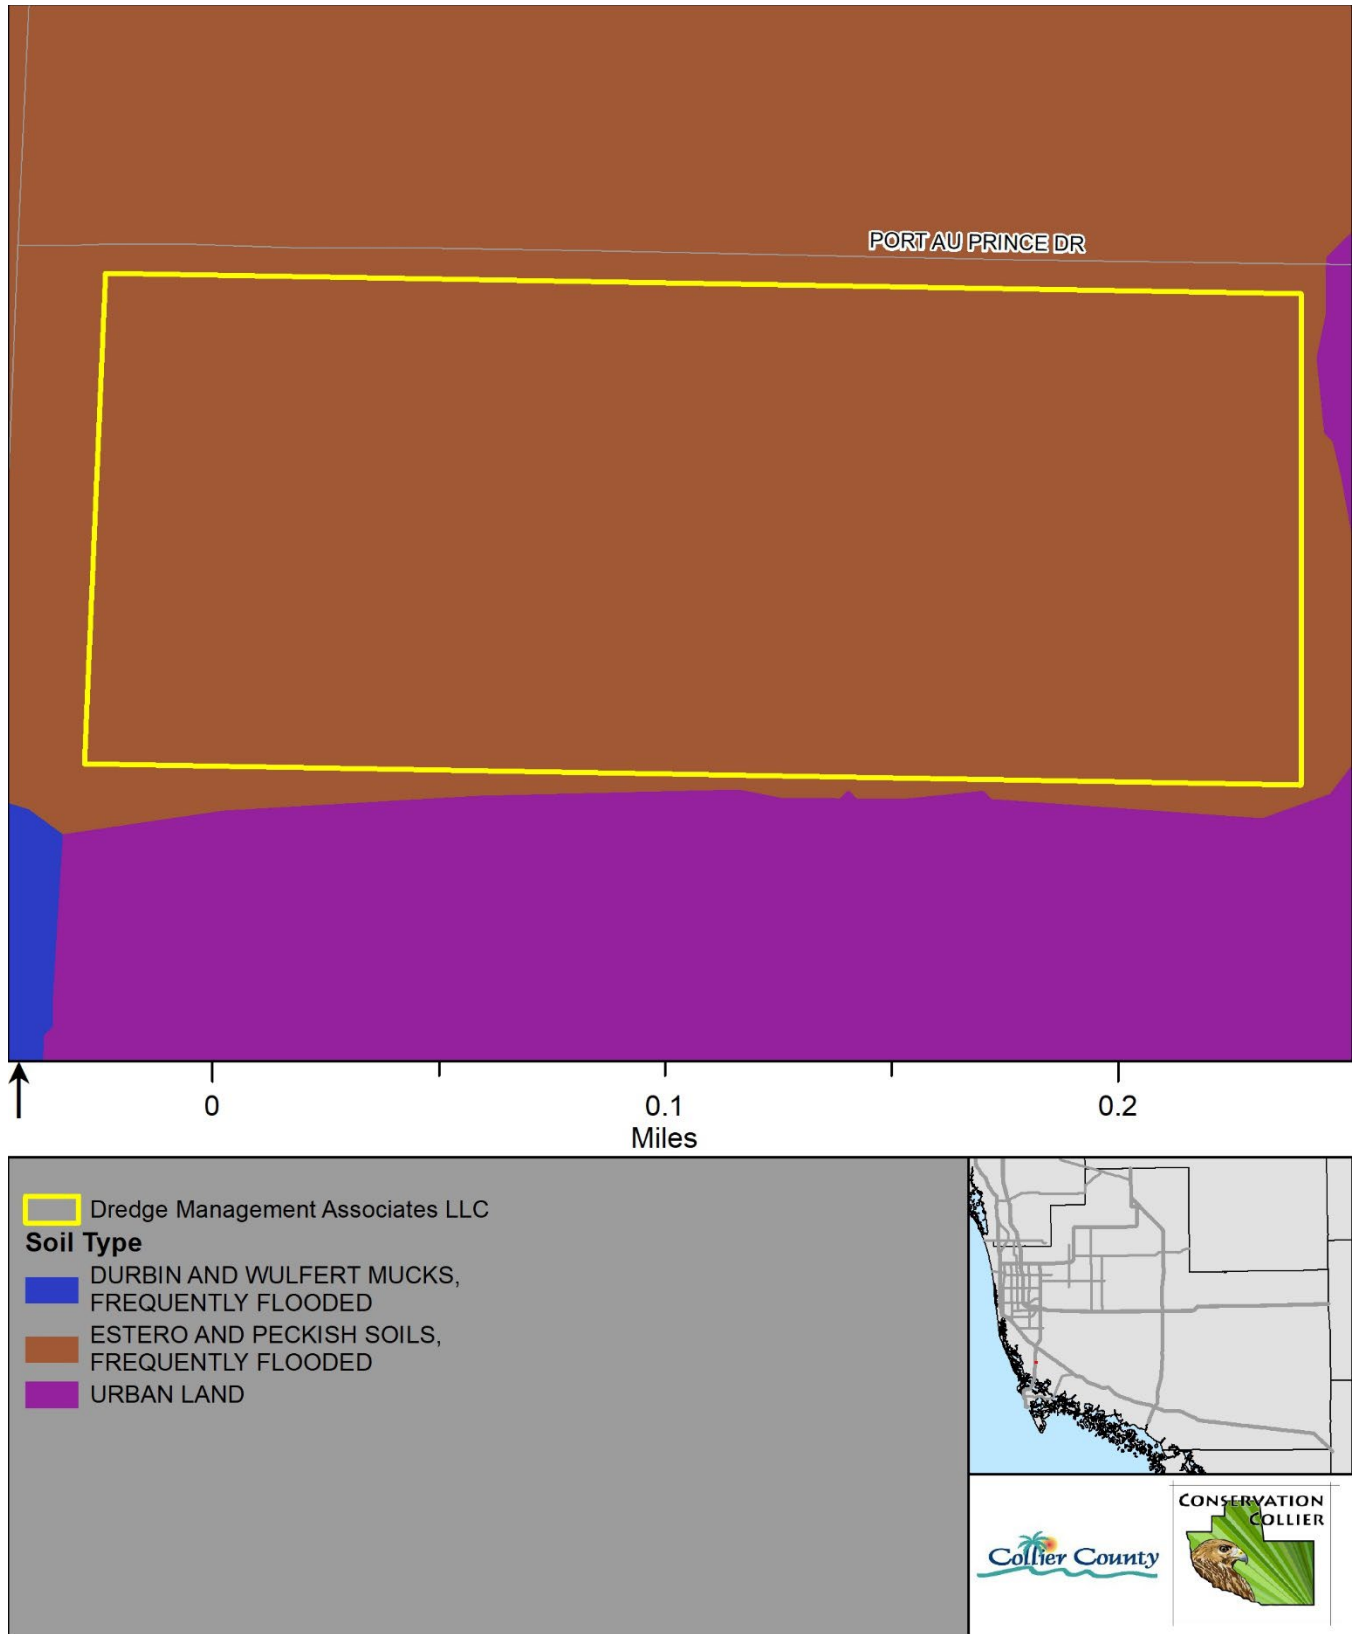 PORT AU PRINCE DR
0
0.1
0.2
Miles
Dredge Management Associates LLC
Soil Type
DURBIN AND WULFERT MUCKS,
FREQUENTLY FLOODED
ESTERO AND PECKISH SOILS,
FREQUENTLY FLOODED
URBAN LAND
Collier County
CONSERVATION
COLLIER